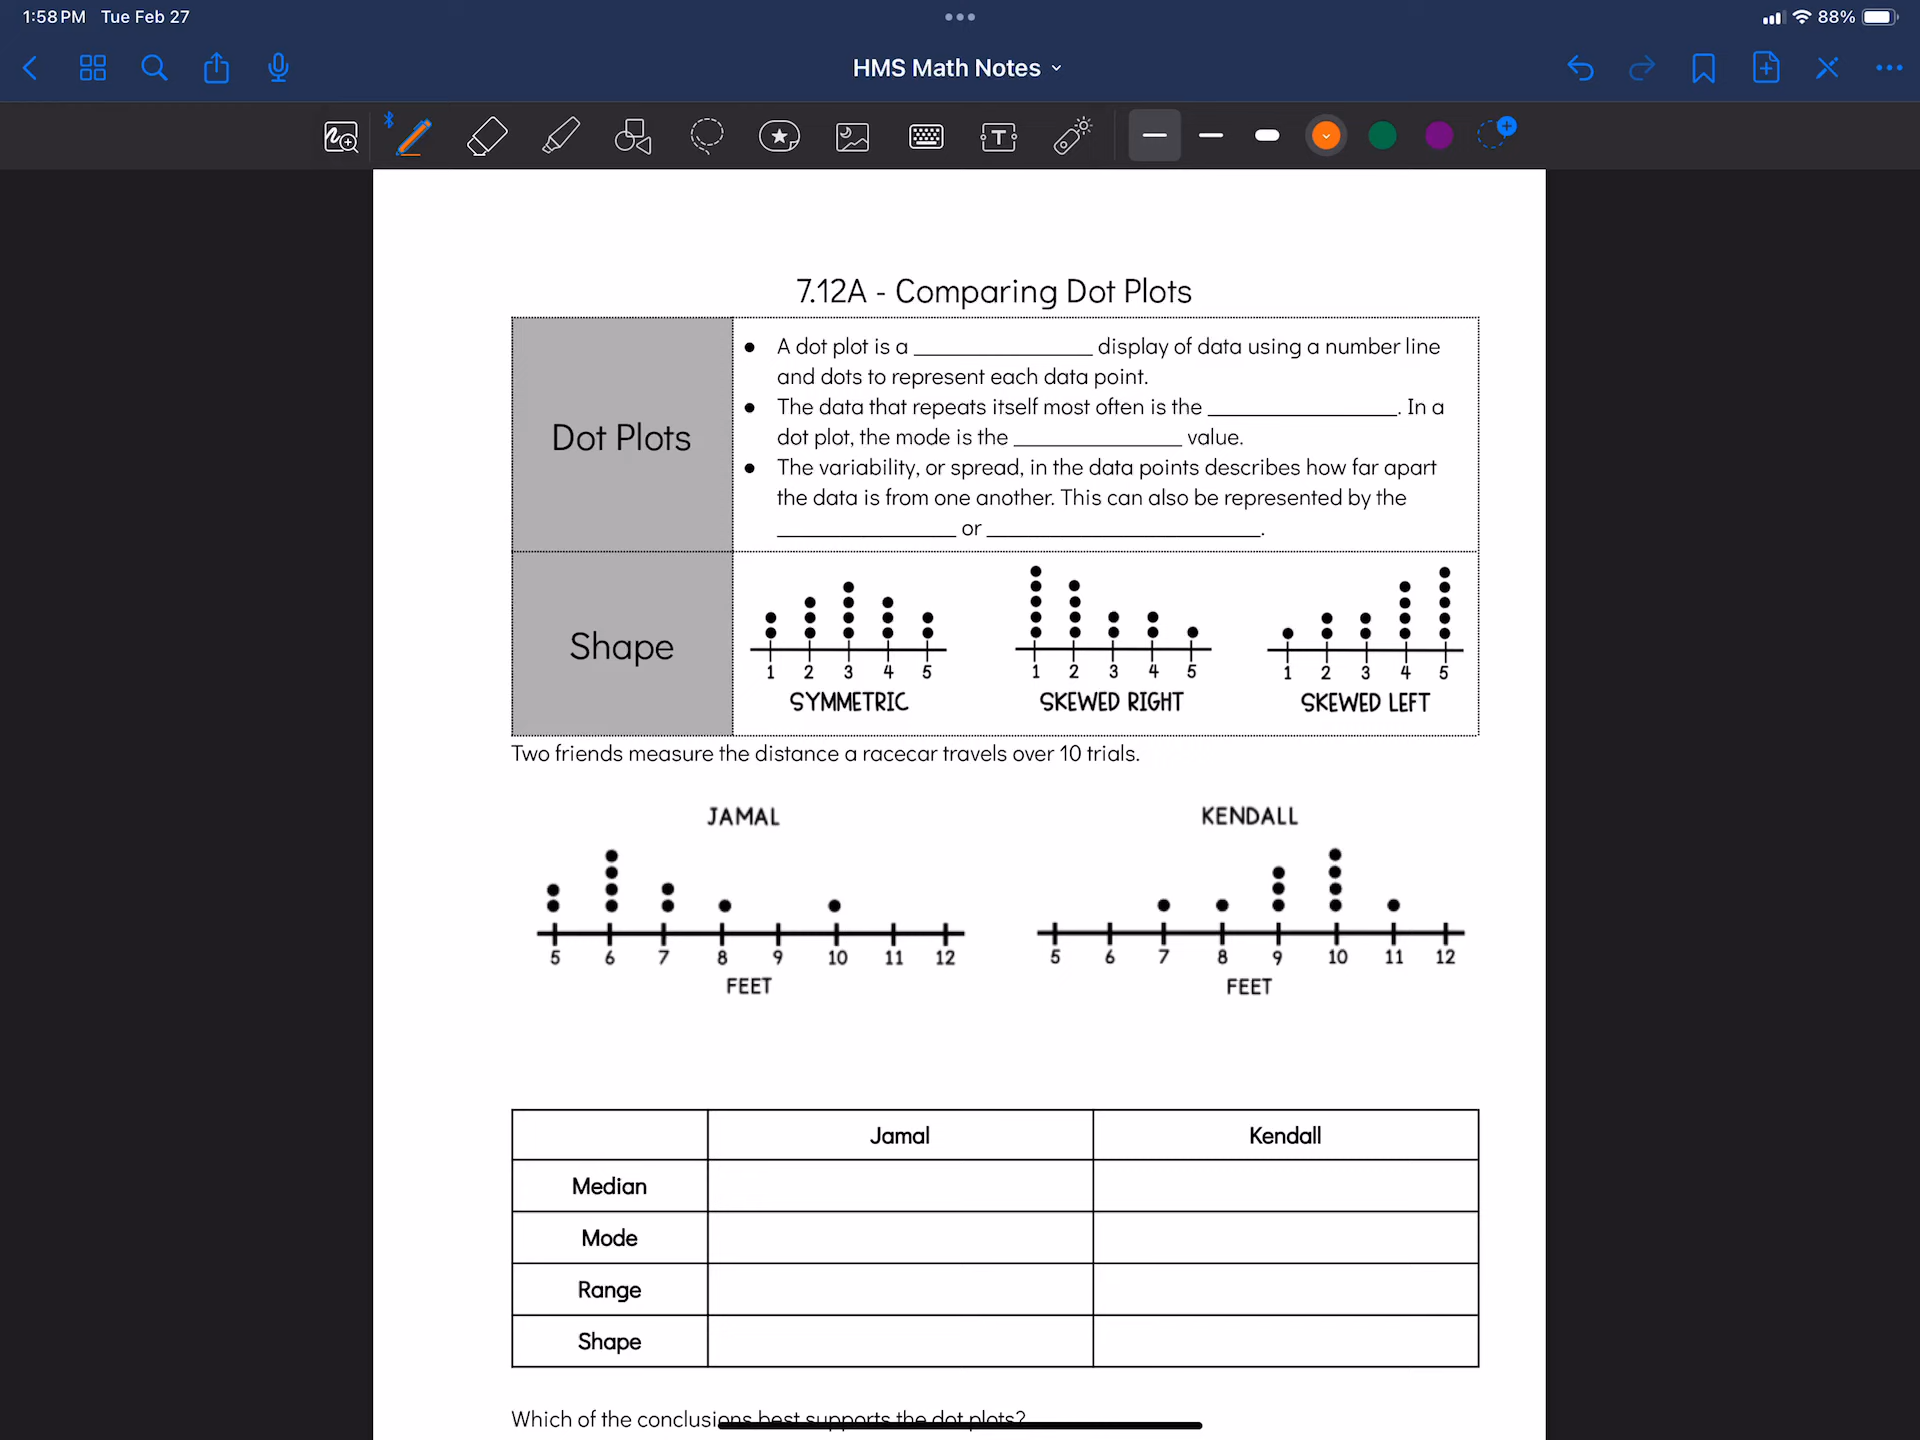 1:58 PM Tue Feb 27
88%
HMS Math Notes
T
7.12A - Comparing Dot Plots
Dot Plots
● A dot plot is a _______________ display of data using a number line
and dots to represent each data point.
● The data that repeats itself most often is the ________________. In a
dot plot, the mode is the ______________ value.
● The variability, or spread, in the data points describes how far apart
the data is from one another. This can also be represented by the
_______________ or _______________________.
Shape
1 2 3 4 5
SYMMETRIC
1 2 3 4 5
SKEWED RIGHT
1 2 3 4 5
SKEWED LEFT
Two friends measure the distance a racecar travels over 10 trials.
JAMAL
5 6 7 8 9 10 11 12
FEET
KENDALL
5 6 7 8 9 10 11 12
FEET
Jamal Kendall
Median
Mode
Range
Shape
Which of the conclusions best supports the dot plots?